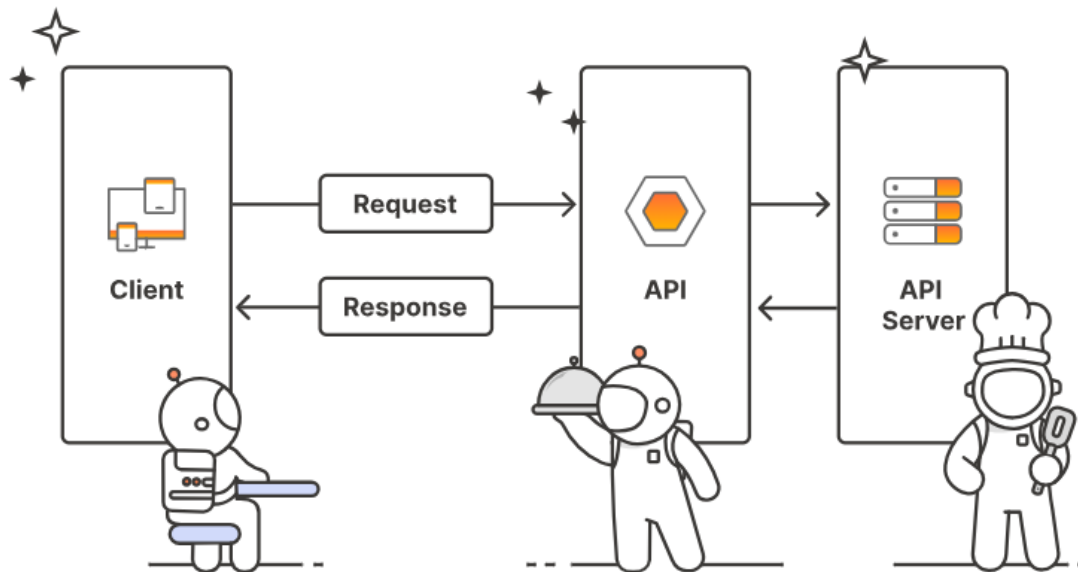 Request
Client
API
API
Server
Response